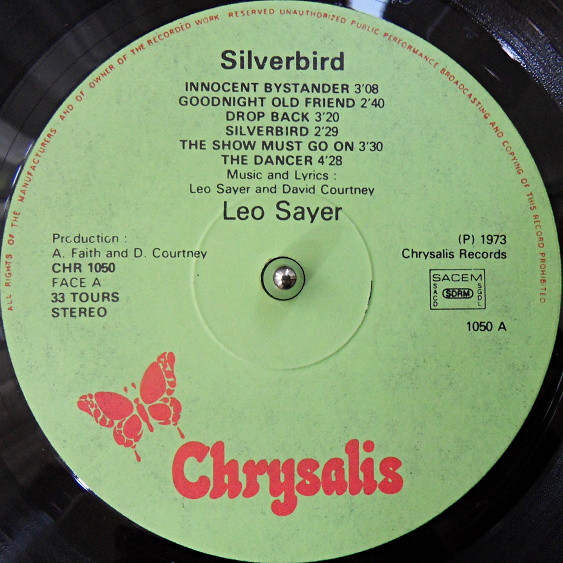 ALL RIGHTS OF THE MANUFACTURERS AND OF OWNER OF THE RECORDED WORK RESERVED UNAUTHORIZED PUBLIC PERFORMANCE BROADCASTING AND COPYING OF THIS RECORD PROHIBITED
Silverbird
INNOCENT BYSTANDER 3'08
GOODNIGHT OLD FRIEND 2'40
DROP BACK 3'20
SILVERBIRD 2'29
THE SHOW MUST GO ON 3'30
THE DANCER 4'28
Music and Lyrics :
Leo Sayer and David Courtney
Leo Sayer
Production :
A. Faith and D. Courtney
CHR 1050
FACE A
33 TOURS
STEREO
(P) 1973
Chrysalis Records
SACEM
SACD
SDRM
SGDL
1050 A
Chrysalis